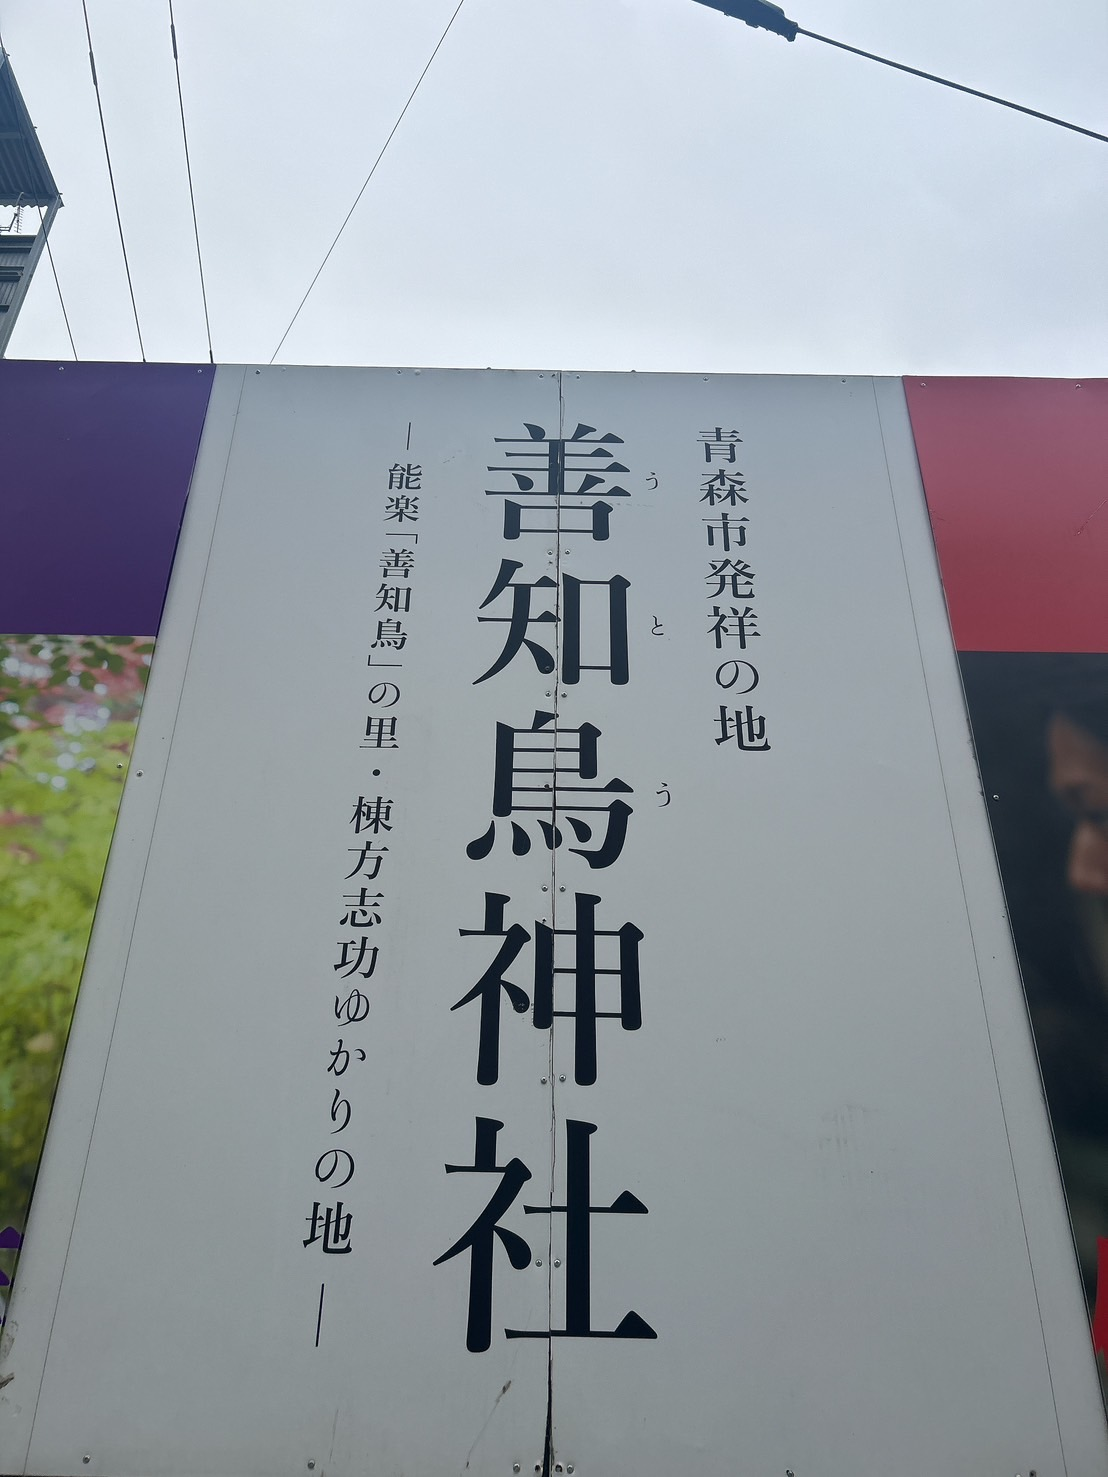 青森市発祥の地
善知鳥神社
うとう
―能楽「善知鳥」の里・棟方志功ゆかりの地―